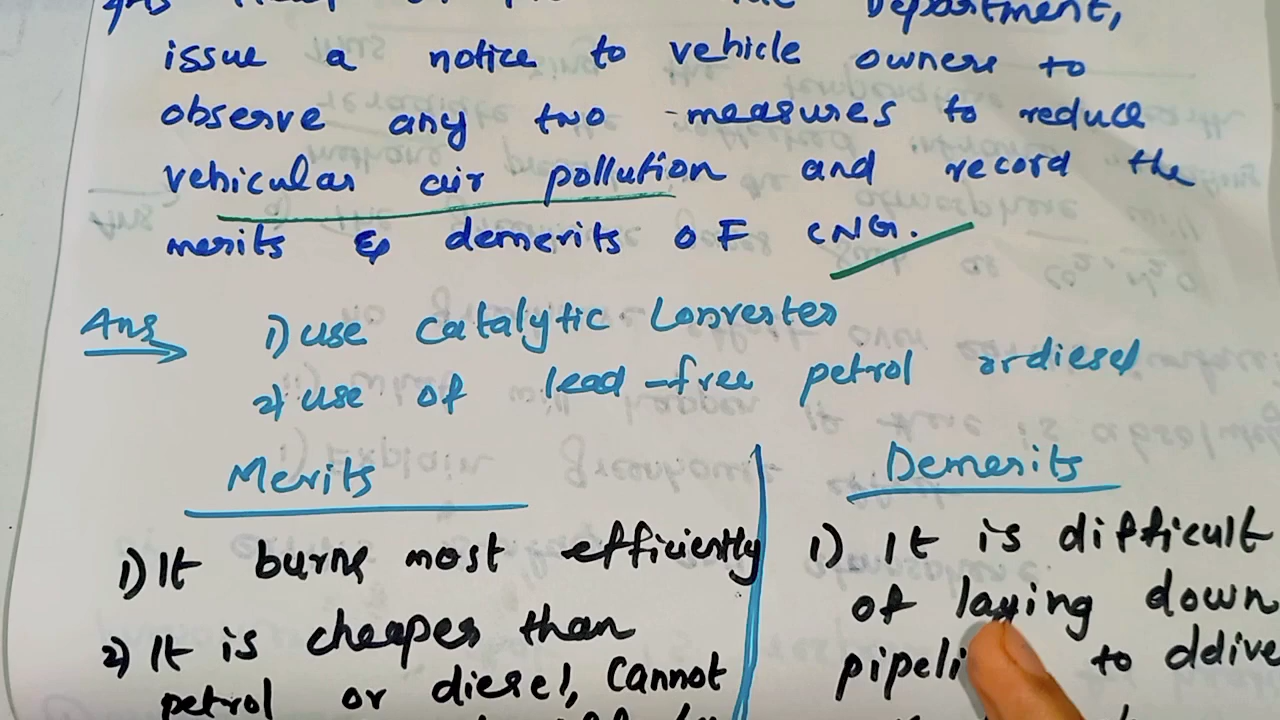 Department,
issue a notice to vehicle owners to
observe any two measures to reduce
vehicular air pollution and record the
merits & demerits OF CNG.
Ans 1) use catalytic Converter
2) use of lead-free petrol or diesel
Merits
Demerits
1) It burns most efficiently
2) It is cheaper than
petrol or diesel, cannot
1) It is difficult
of laying down
to